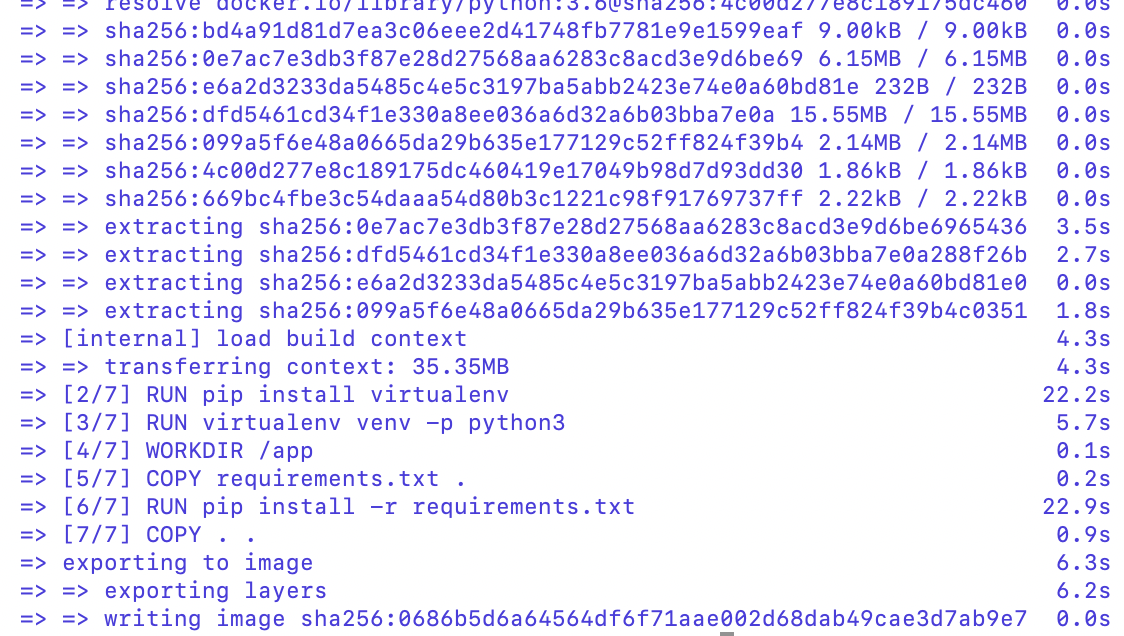 => => resolve docker.io/library/python:3.6@sha256:4c00d277e8c189175dc460 0.0s
=> => sha256:bd4a91d81d7ea3c06eee2d41748fb7781e9e1599eaf 9.00kB / 9.00kB 0.0s
=> => sha256:0e7ac7e3db3f87e28d27568aa6283c8acd3e9d6be69 6.15MB / 6.15MB 0.0s
=> => sha256:e6a2d3233da5485c4e5c3197ba5abb2423e74e0a60bd81e 232B / 232B 0.0s
=> => sha256:dfd5461cd34f1e330a8ee036a6d32a6b03bba7e0a 15.55MB / 15.55MB 0.0s
=> => sha256:099a5f6e48a0665da29b635e177129c52ff824f39b4 2.14MB / 2.14MB 0.0s
=> => sha256:4c00d277e8c189175dc460419e17049b98d7d93dd30 1.86kB / 1.86kB 0.0s
=> => sha256:669bc4fbe3c54daaa54d80b3c1221c98f91769737ff 2.22kB / 2.22kB 0.0s
=> => extracting sha256:0e7ac7e3db3f87e28d27568aa6283c8acd3e9d6be6965436 3.5s
=> => extracting sha256:dfd5461cd34f1e330a8ee036a6d32a6b03bba7e0a288f26b 2.7s
=> => extracting sha256:e6a2d3233da5485c4e5c3197ba5abb2423e74e0a60bd81e0 0.0s
=> => extracting sha256:099a5f6e48a0665da29b635e177129c52ff824f39b4c0351 1.8s
=> [internal] load build context 4.3s
=> => transferring context: 35.35MB 4.3s
=> [2/7] RUN pip install virtualenv 22.2s
=> [3/7] RUN virtualenv venv -p python3 5.7s
=> [4/7] WORKDIR /app 0.1s
=> [5/7] COPY requirements.txt . 0.2s
=> [6/7] RUN pip install -r requirements.txt 22.9s
=> [7/7] COPY . . 0.9s
=> exporting to image 6.3s
=> => exporting layers 6.2s
=> => writing image sha256:0686b5d6a64564df6f71aae002d68dab49cae3d7ab9e7 0.0s